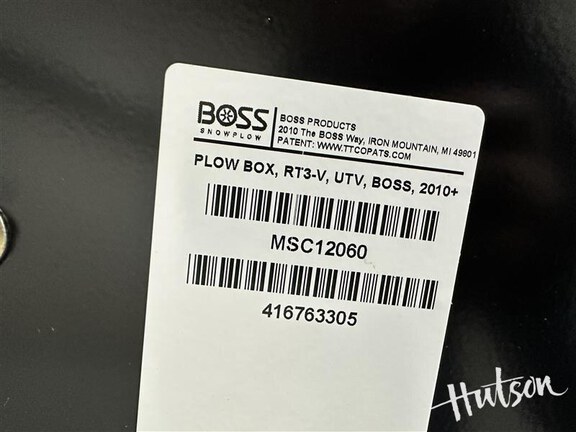 BOSS
SNOWPLOW
BOSS PRODUCTS
2010 The BOSS Way, IRON MOUNTAIN, MI 49801
PATENT: WWW.TTCOPATS.COM
PLOW BOX, RT3-V, UTV, BOSS, 2010+
MSC12060
416763305
Hutson